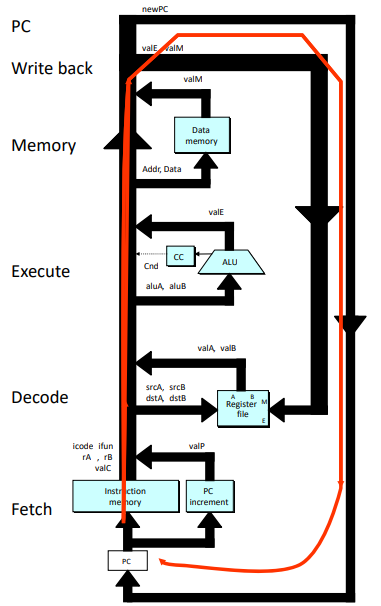 newPC
PC
valE, valM
Write back
valM
Data
memory
Memory
Addr, Data
valE
CC
ALU
Cnd
Execute
aluA, aluB
valA, valB
srcA, srcB
dstA, dstB
A B
M
Register
file
E
Decode
icode ifun
rA , rB
valC
valP
Instruction
memory
PC
increment
Fetch
PC